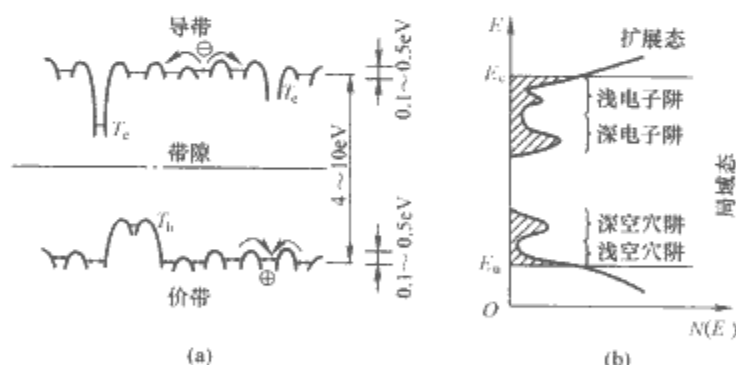 导带
⊖
T_e
T_e
带隙
T_h
价带
⊕
0.1～0.5eV
4～10eV
0.1～0.5eV
(a)
E
扩展态
E_c
浅电子阱
深电子阱
局域态
深空穴阱
浅空穴阱
E_u
O
N(E)
(b)